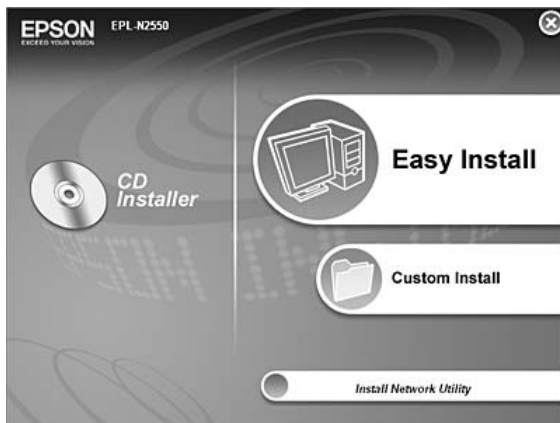 EPSON
EXCEED YOUR VISION
EPL-N2550
CD
Installer
Easy Install
Custom Install
Install Network Utility